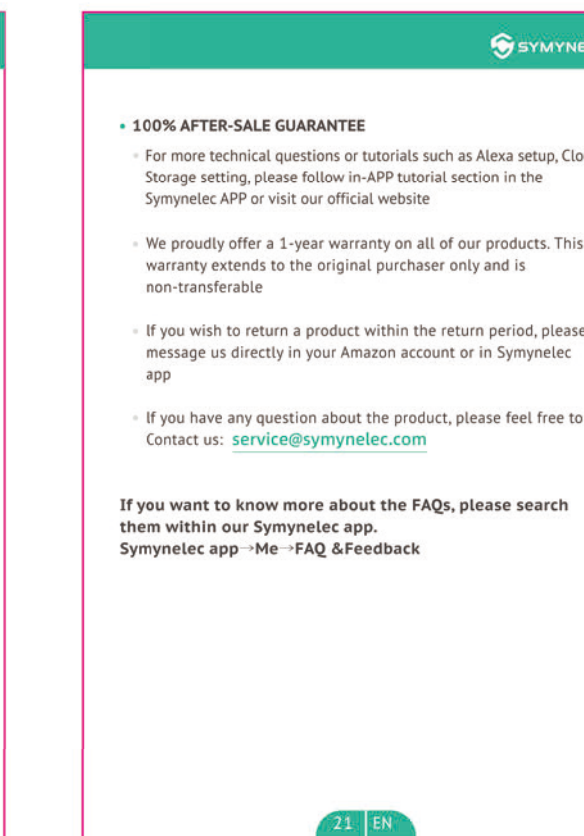 SYMYNE
• 100% AFTER-SALE GUARANTEE
For more technical questions or tutorials such as Alexa setup, Clo
Storage setting, please follow in-APP tutorial section in the
Symynelec APP or visit our official website
We proudly offer a 1-year warranty on all of our products. This
warranty extends to the original purchaser only and is
non-transferable
If you wish to return a product within the return period, please
message us directly in your Amazon account or in Symynelec
app
If you have any question about the product, please feel free to
Contact us: service@symynelec.com
If you want to know more about the FAQs, please search
them within our Symynelec app.
Symynelec app→Me→FAQ &Feedback
21 EN